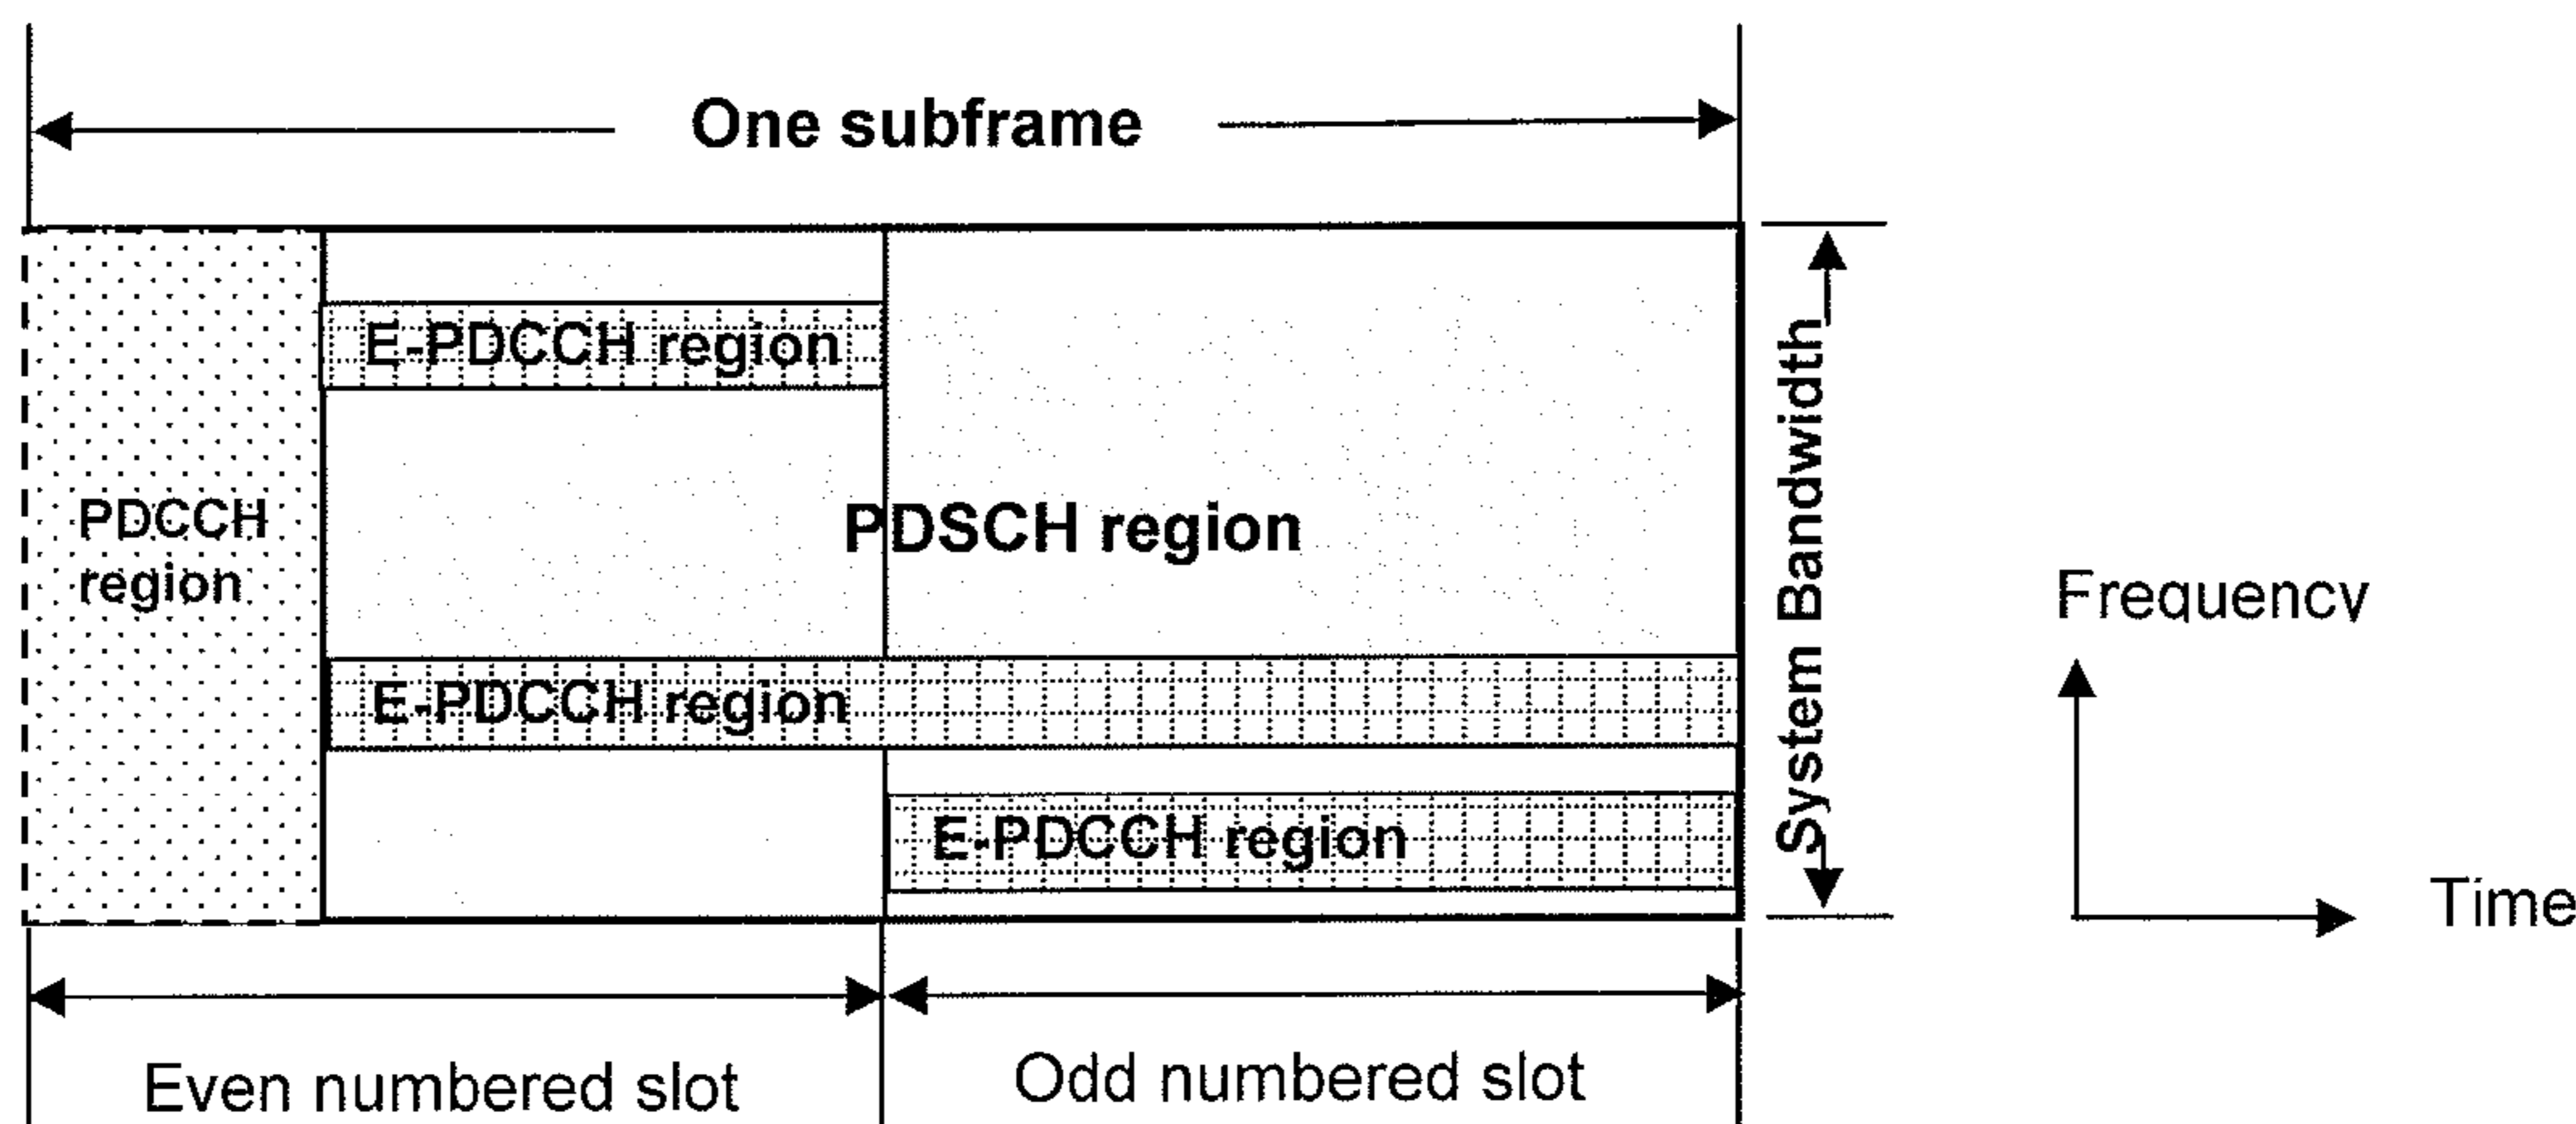 One subframe
E-PDCCH region
PDCCH
region
PDSCH region
System Bandwidth
Frequency
E-PDCCH region
E-PDCCH region
Time
Even numbered slot
Odd numbered slot